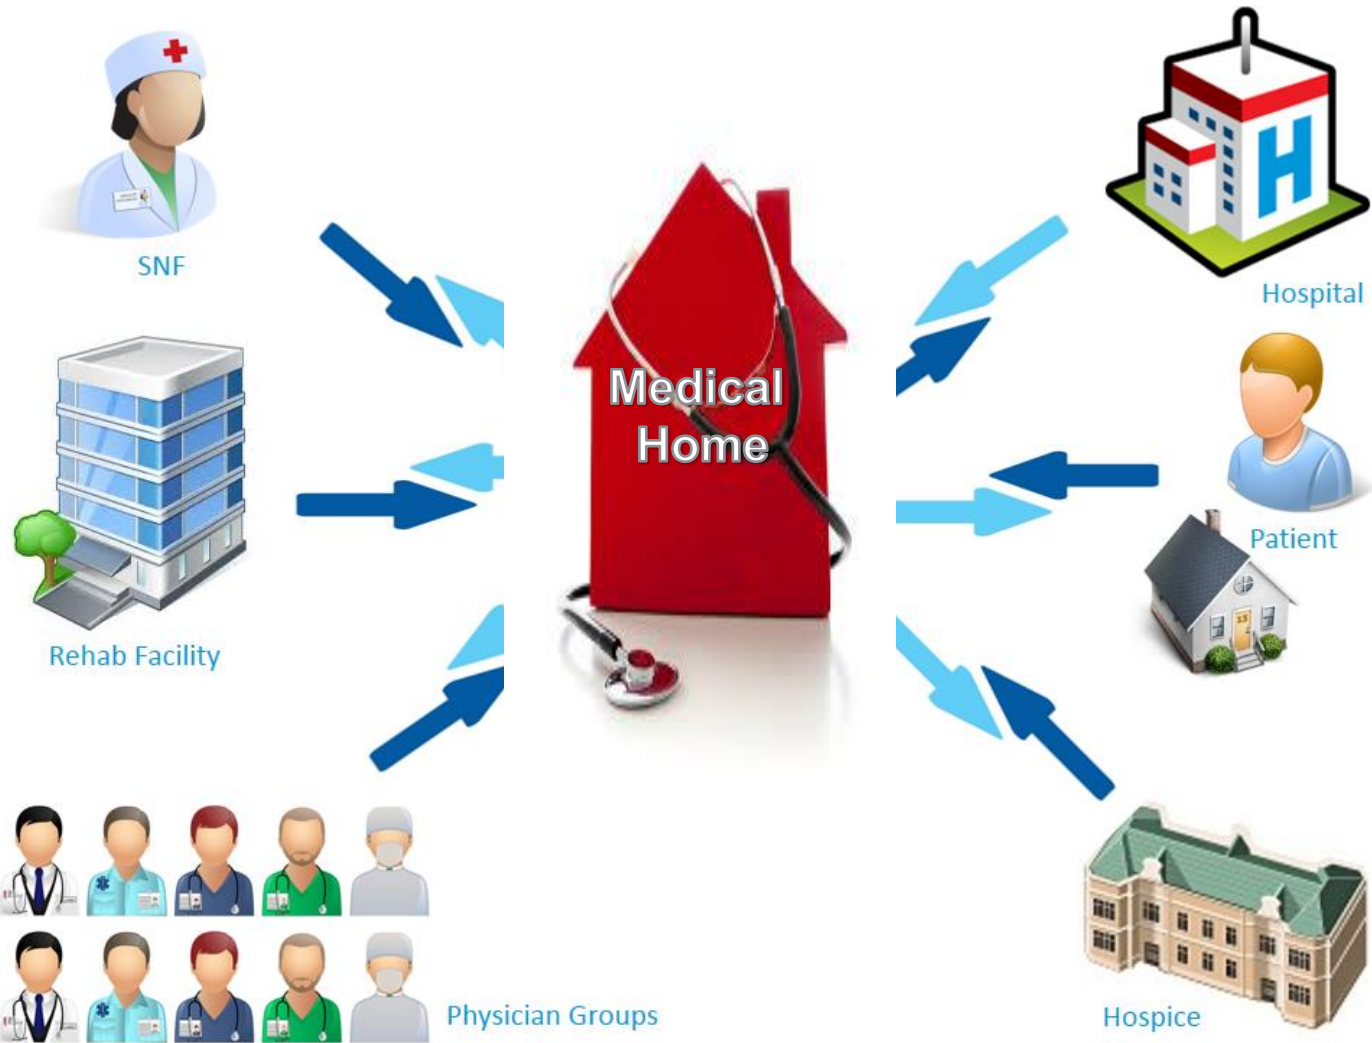 SNF
Hospital
Medical
Home
Patient
Rehab Facility
Physician Groups
Hospice
H